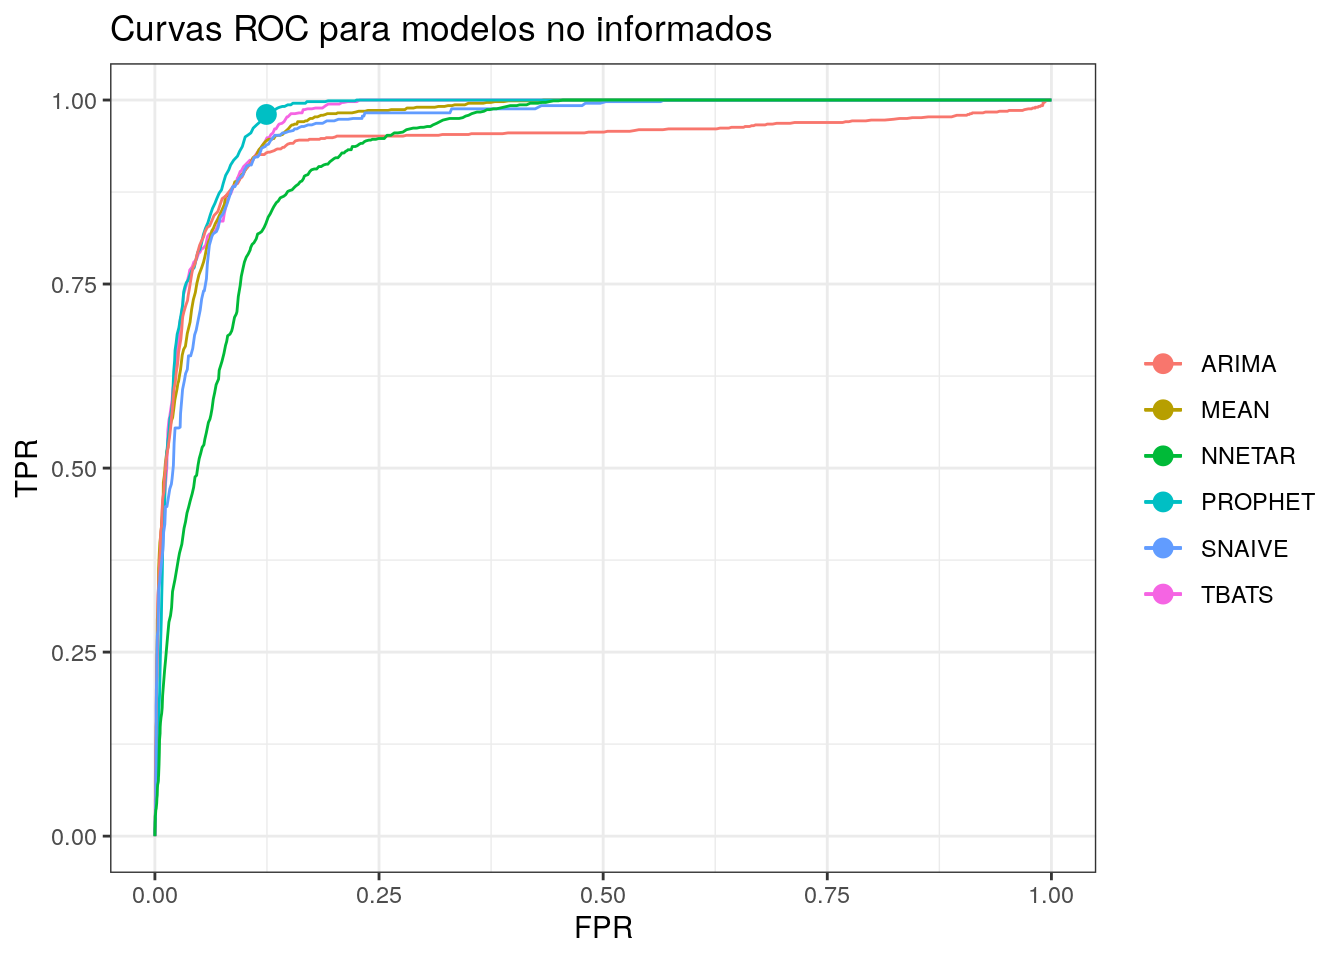 Curvas ROC para modelos no informados
1.00
0.75
0.50
0.25
0.00
TPR
0.00 0.25 0.50 0.75 1.00
FPR
ARIMA
MEAN
NNETAR
PROPHET
SNAIVE
TBATS